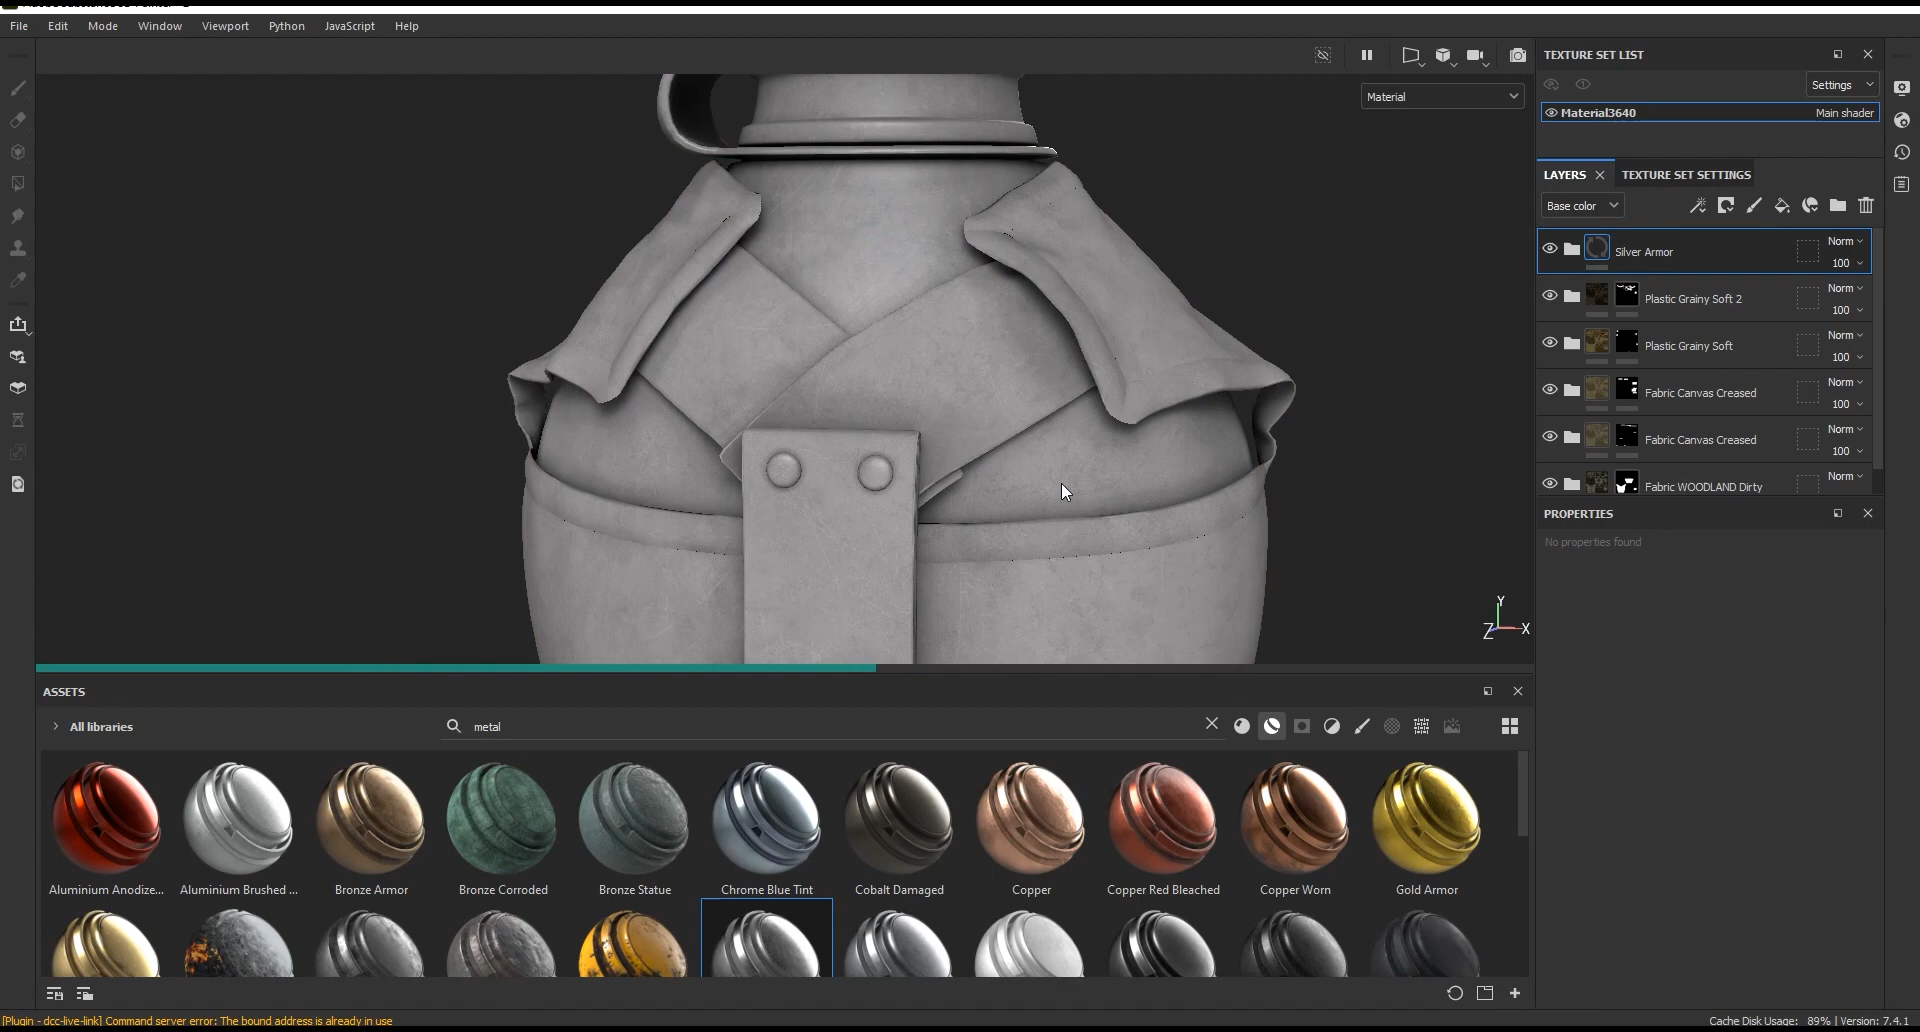 File Edit Mode Window Viewport Python JavaScript Help
TEXTURE SET LIST
Settings
Material
Material3640 Main shader
LAYERS TEXTURE SET SETTINGS
Base color
Silver Armor Norm 100
Plastic Grainy Soft 2 Norm 100
Plastic Grainy Soft Norm 100
Fabric Canvas Creased Norm 100
Fabric Canvas Creased Norm 100
Fabric WOODLAND Dirty Norm
PROPERTIES
No properties found
Y
Z X
ASSETS
All libraries
metal
Aluminium Anodize... Aluminium Brushed ... Bronze Armor Bronze Corroded Bronze Statue Chrome Blue Tint Cobalt Damaged Copper Copper Red Bleached Copper Worn Gold Armor
[Plugin - dcc-live-link] Command server error: The bound address is already in use
Cache Disk Usage: 89% | Version: 7.4.1